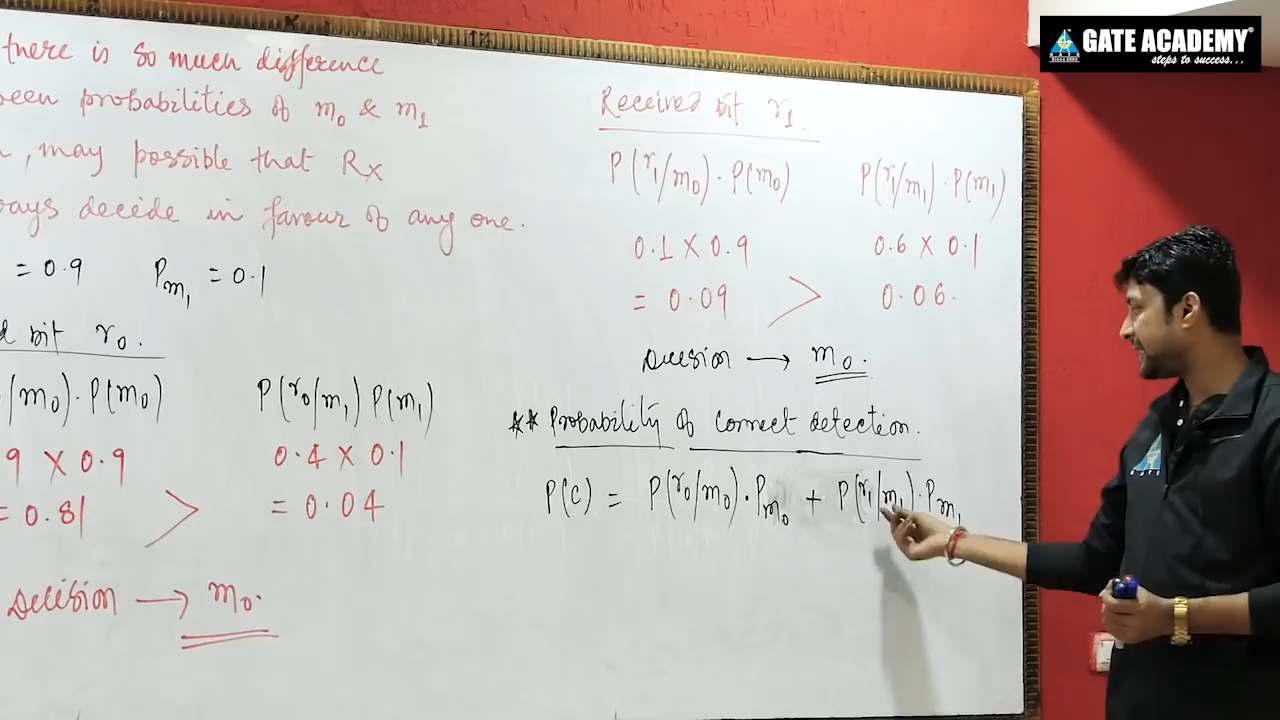 there is so much difference
een probabilities of m₀ & m₁
, may possible that Rx
ays decide in favour of any one.
= 0.9 Pm₁ = 0.1
d bit r₀.
/m₀). P(m₀) P(r₀/m₁) P(m₁)
9 X 0.9 0.4 X 0.1
= 0.81 > = 0.04
Decision → m₀.
Received bit r₁.
P(r₁/m₀). P(m₀) P(r₁/m₁). P(m₁)
0.1 X 0.9 0.6 X 0.1
= 0.09 > 0.06.
Decision → m₀.
** Probability of correct detection.
P(C) = P(r₀/m₀). Pm₀ + P(r₁/m₁). Pm₁
GATE ACADEMY®
steps to success...